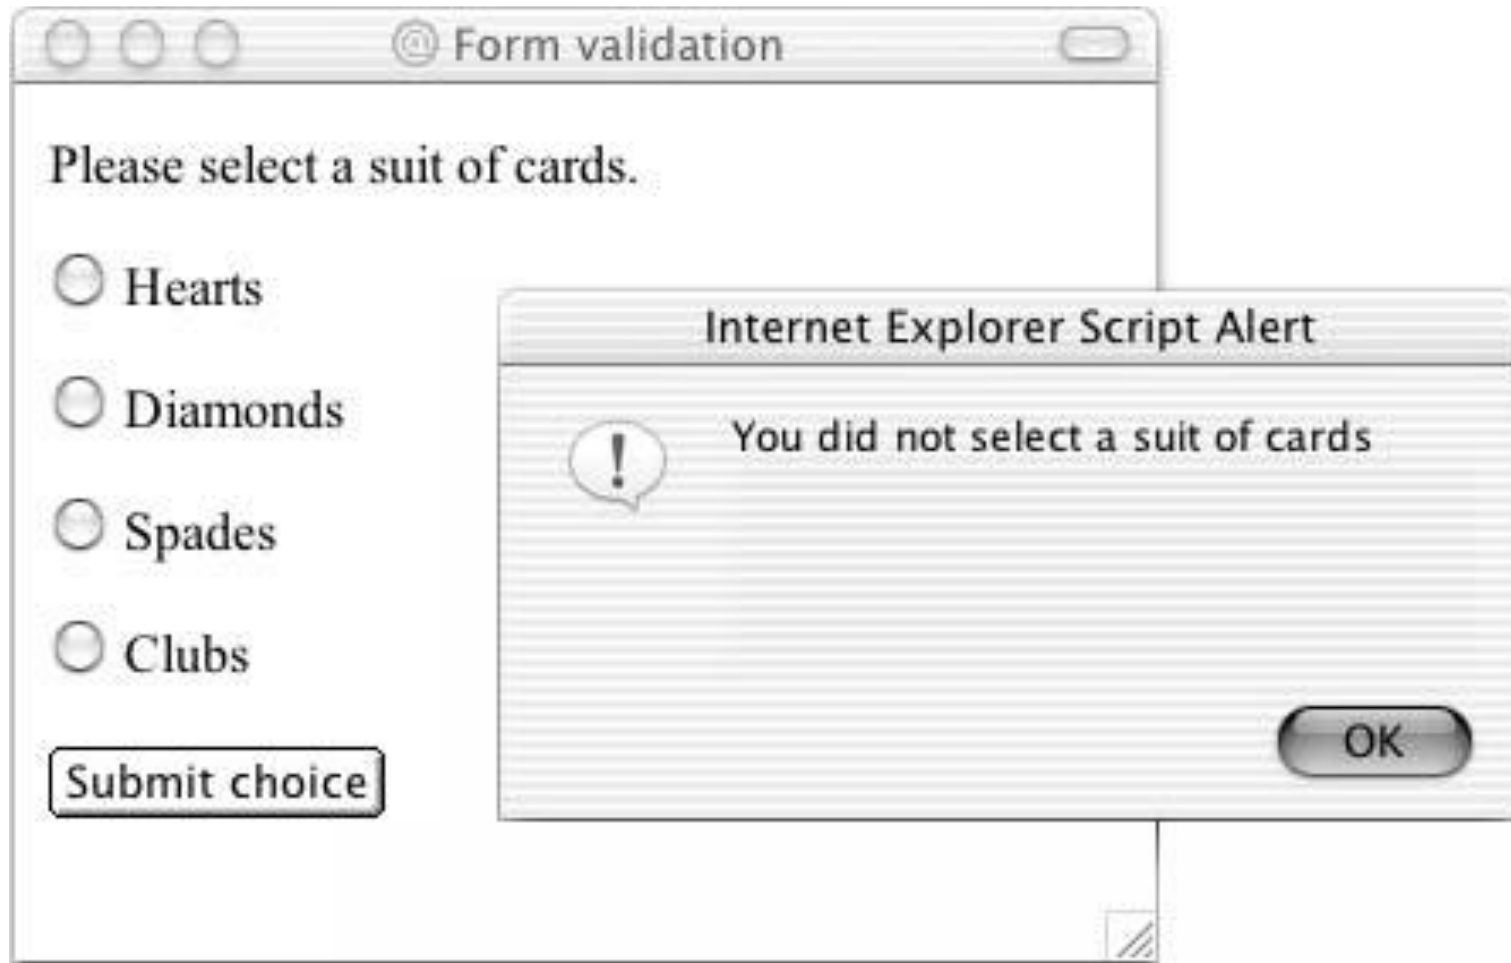 Form validation
Please select a suit of cards.
Hearts
Diamonds
Spades
Clubs
Submit choice
Internet Explorer Script Alert
You did not select a suit of cards
OK